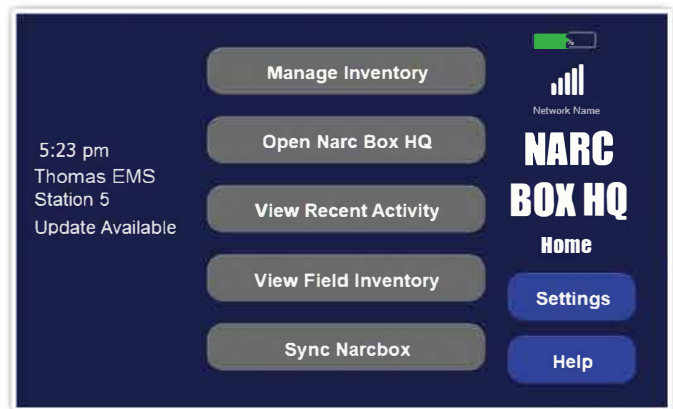 5:23 pm
Thomas EMS
Station 5
Update Available
Manage Inventory
Open Narc Box HQ
View Recent Activity
View Field Inventory
Sync Narcbox
%
Network Name
NARC
BOX HQ
Home
Settings
Help